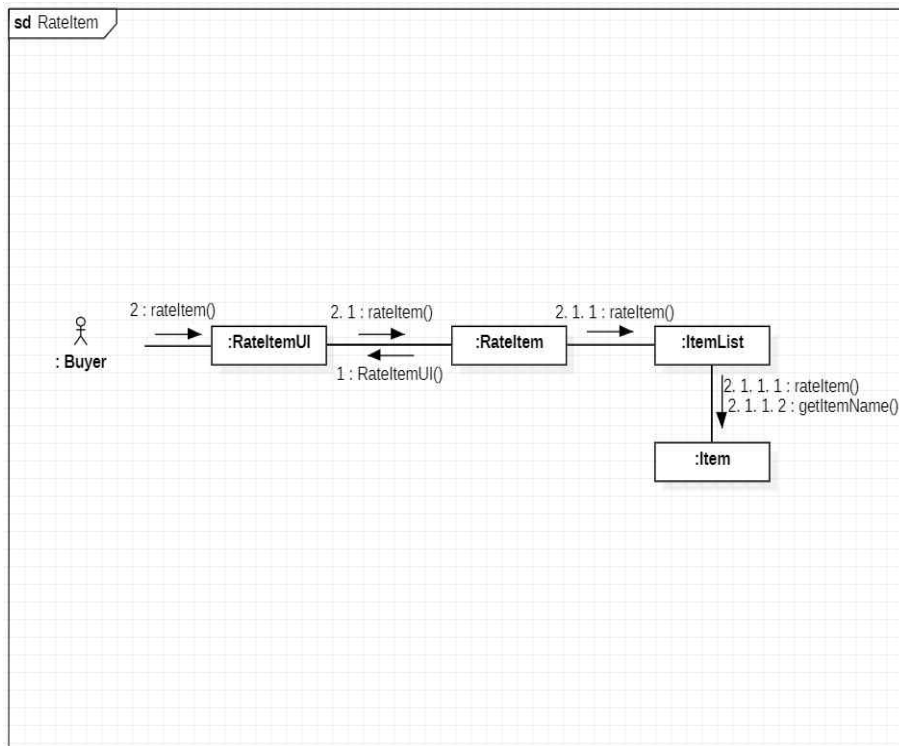 sd RateItem
2 : rateItem()
2. 1 : rateItem()
2. 1. 1 : rateItem()
: Buyer
:RateItemUI
:RateItem
:ItemList
1 : RateItemUI()
2. 1. 1. 1 : rateItem()
2. 1. 1. 2 : getItemName()
:Item